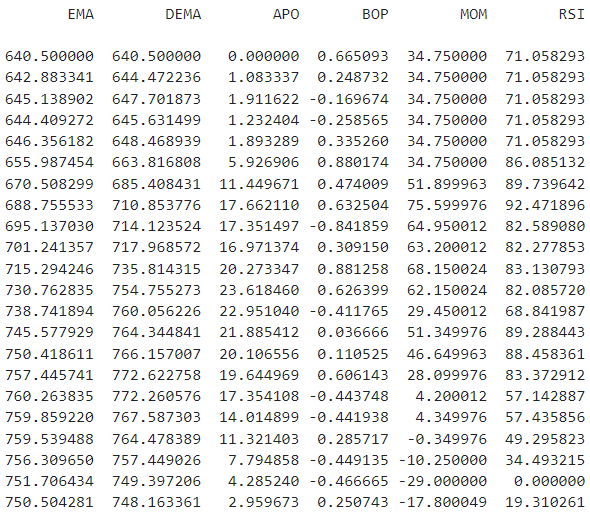 EMA DEMA APO BOP MOM RSI
640.500000 640.500000 0.000000 0.665093 34.750000 71.058293
642.883341 644.472236 1.083337 0.248732 34.750000 71.058293
645.138902 647.701873 1.911622 -0.169674 34.750000 71.058293
644.409272 645.631499 1.232404 -0.258565 34.750000 71.058293
646.356182 648.468939 1.893289 0.335260 34.750000 71.058293
655.987454 663.816808 5.926906 0.880174 34.750000 86.085132
670.508299 685.408431 11.449671 0.474009 51.899963 89.739642
688.755533 710.853776 17.662110 0.632504 75.599976 92.471896
695.137030 714.123524 17.351497 -0.841859 64.950012 82.589080
701.241357 717.968572 16.971374 0.309150 63.200012 82.277853
715.294246 735.814315 20.273347 0.881258 68.150024 83.130793
730.762835 754.755273 23.618460 0.626399 62.150024 82.085720
738.741894 760.056226 22.951040 -0.411765 29.450012 68.841987
745.577929 764.344841 21.885412 0.036666 51.349976 89.288443
750.418611 766.157007 20.106556 0.110525 46.649963 88.458361
757.445741 772.622758 19.644969 0.606143 28.099976 83.372912
760.263835 772.260576 17.354108 -0.443748 4.200012 57.142887
759.859220 767.587303 14.014899 -0.441938 4.349976 57.435856
759.539488 764.478389 11.321403 0.285717 -0.349976 49.295823
756.309650 757.449026 7.794858 -0.449135 -10.250000 34.493215
751.706434 749.397206 4.285240 -0.466665 -29.000000 0.000000
750.504281 748.163361 2.959673 0.250743 -17.800049 19.310261